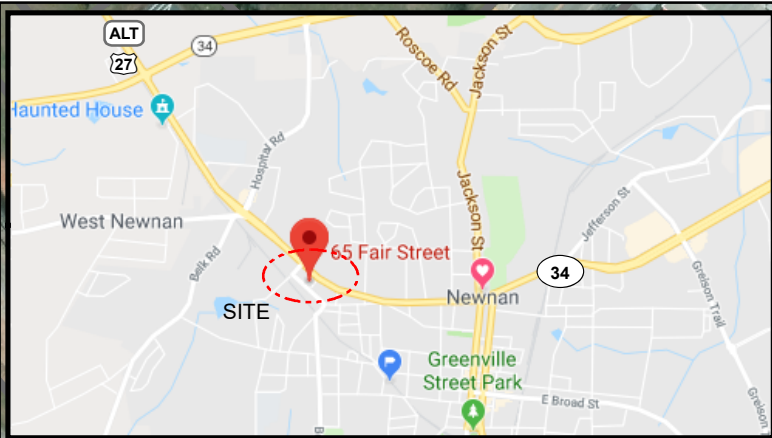 ALT
27
34
Roscoe Rd
Jackson St
Haunted House
Hospital Rd
West Newnan
65 Fair Street
Jackson St
Jefferson St
Belk Rd
34
Greison Trail
SITE
Newnan
Greenville
Street Park
E Broad St
Greison T
B